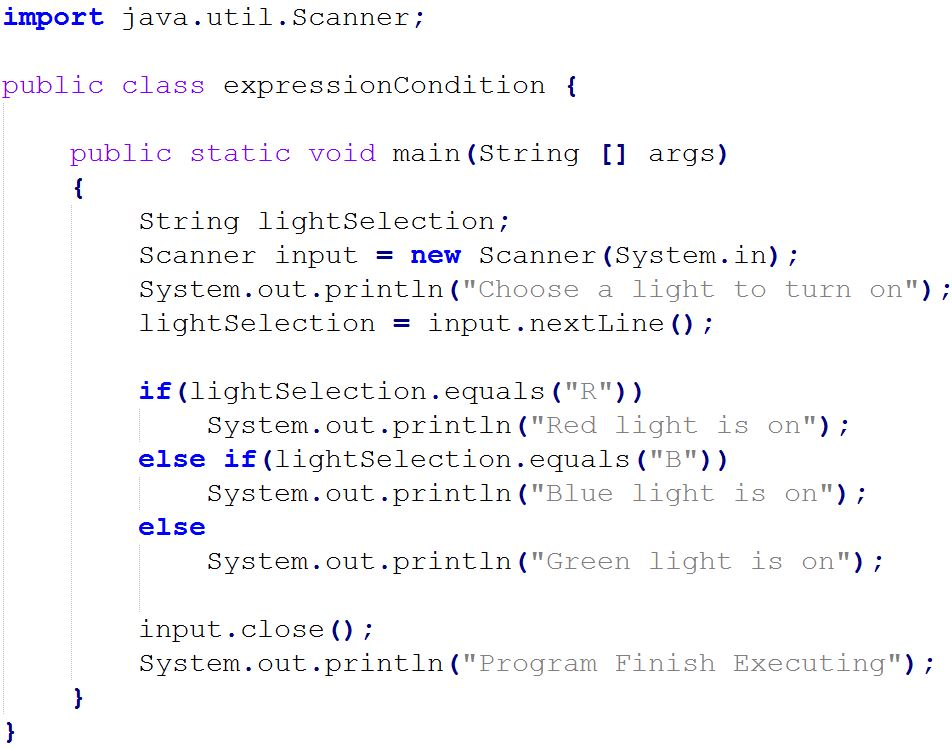 import java.util.Scanner;
public class expressionCondition {
public static void main(String [] args)
{
String lightSelection;
Scanner input = new Scanner(System.in);
System.out.println("Choose a light to turn on");
lightSelection = input.nextLine();
if(lightSelection.equals("R"))
System.out.println("Red light is on");
else if(lightSelection.equals("B"))
System.out.println("Blue light is on");
else
System.out.println("Green light is on");
input.close();
System.out.println("Program Finish Executing");
}
}